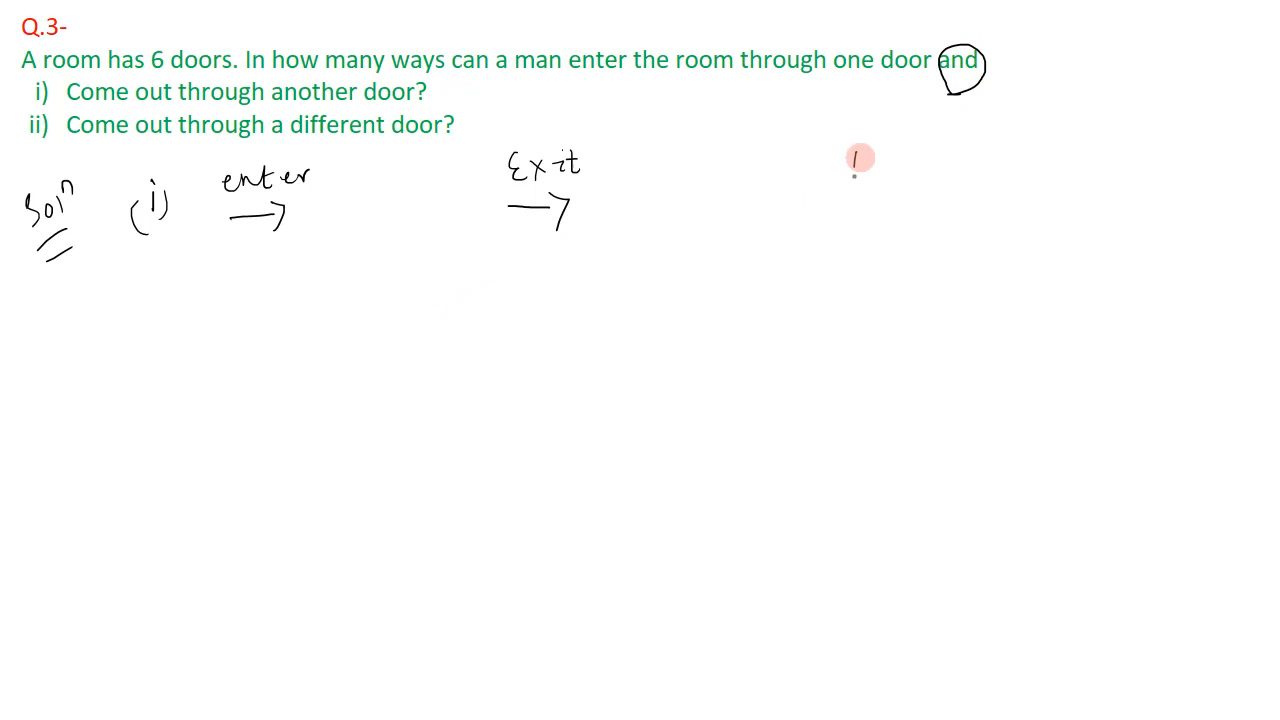 Q.3-
A room has 6 doors. In how many ways can a man enter the room through one door and
i) Come out through another door?
ii) Come out through a different door?
Solⁿ (i) enter Exit